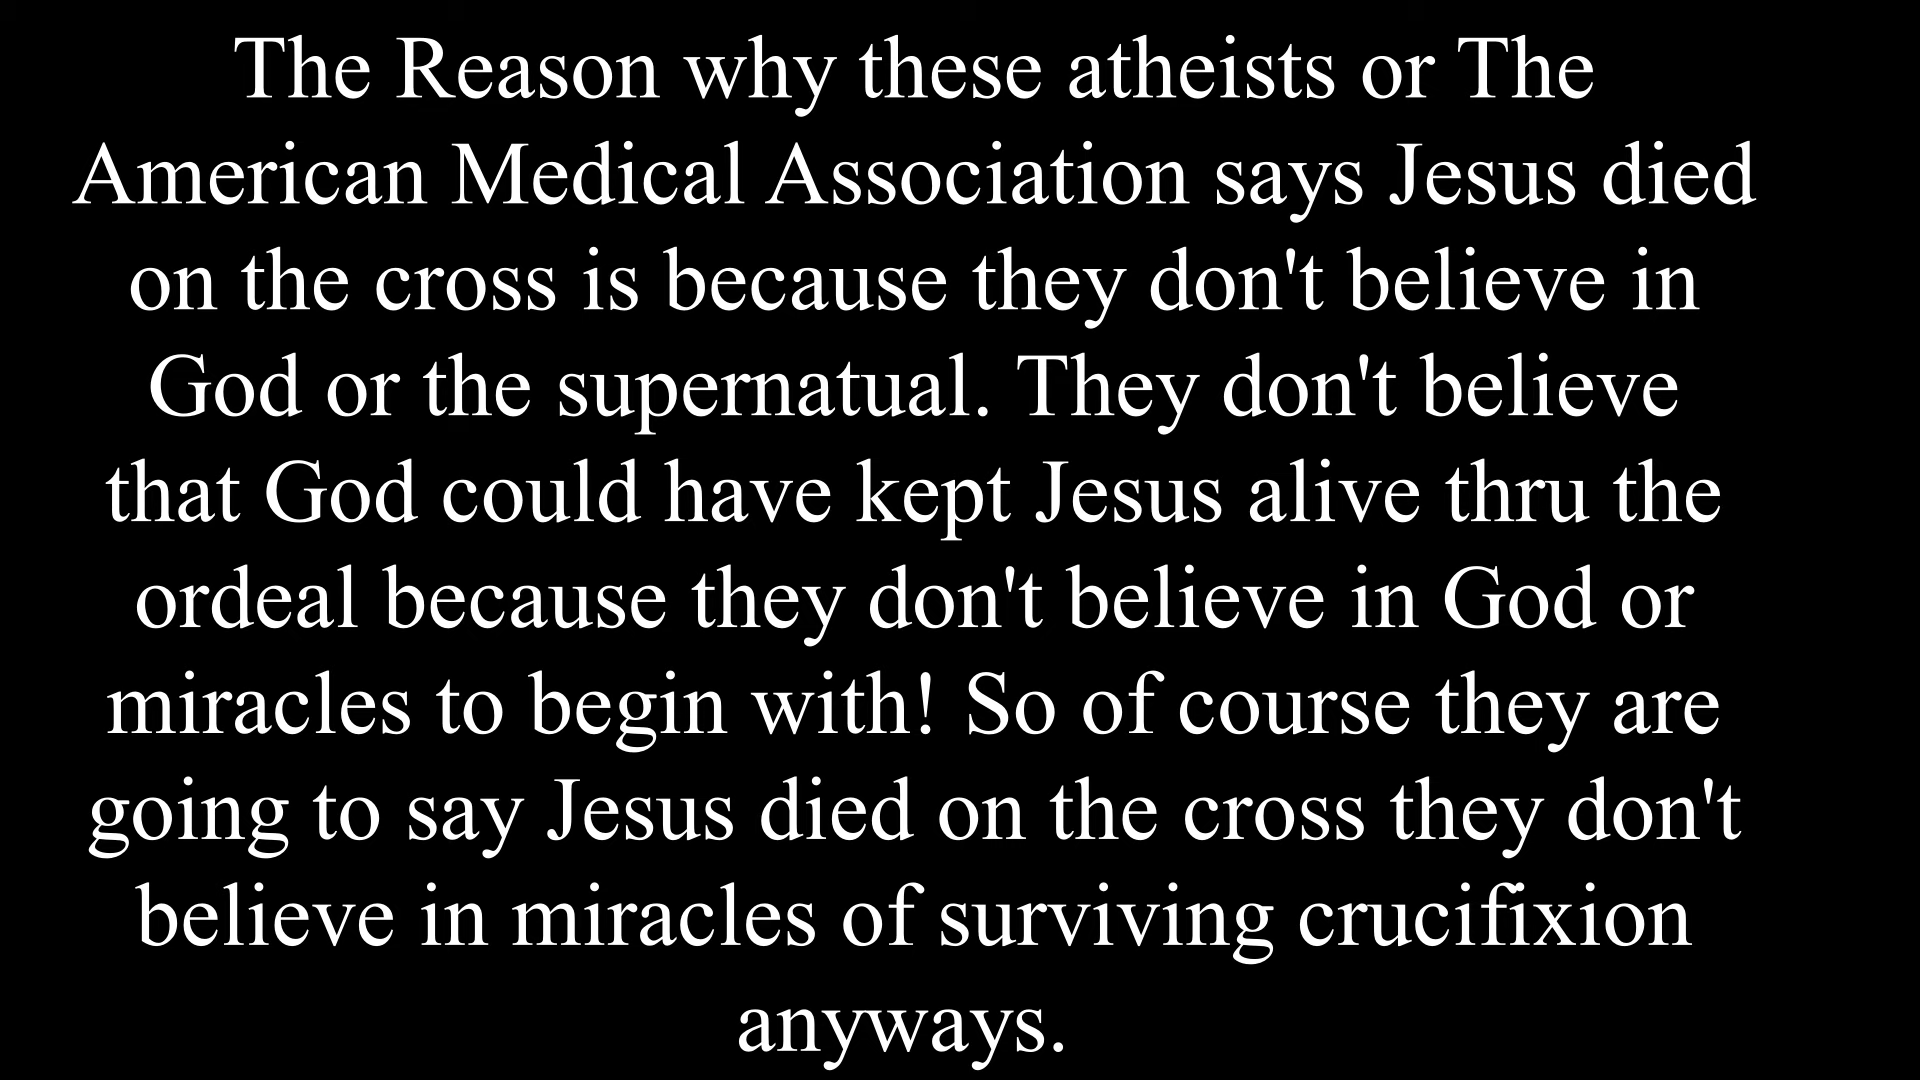 The Reason why these atheists or The
American Medical Association says Jesus died
on the cross is because they don't believe in
God or the supernatual. They don't believe
that God could have kept Jesus alive thru the
ordeal because they don't believe in God or
miracles to begin with! So of course they are
going to say Jesus died on the cross they don't
believe in miracles of surviving crucifixion
anyways.